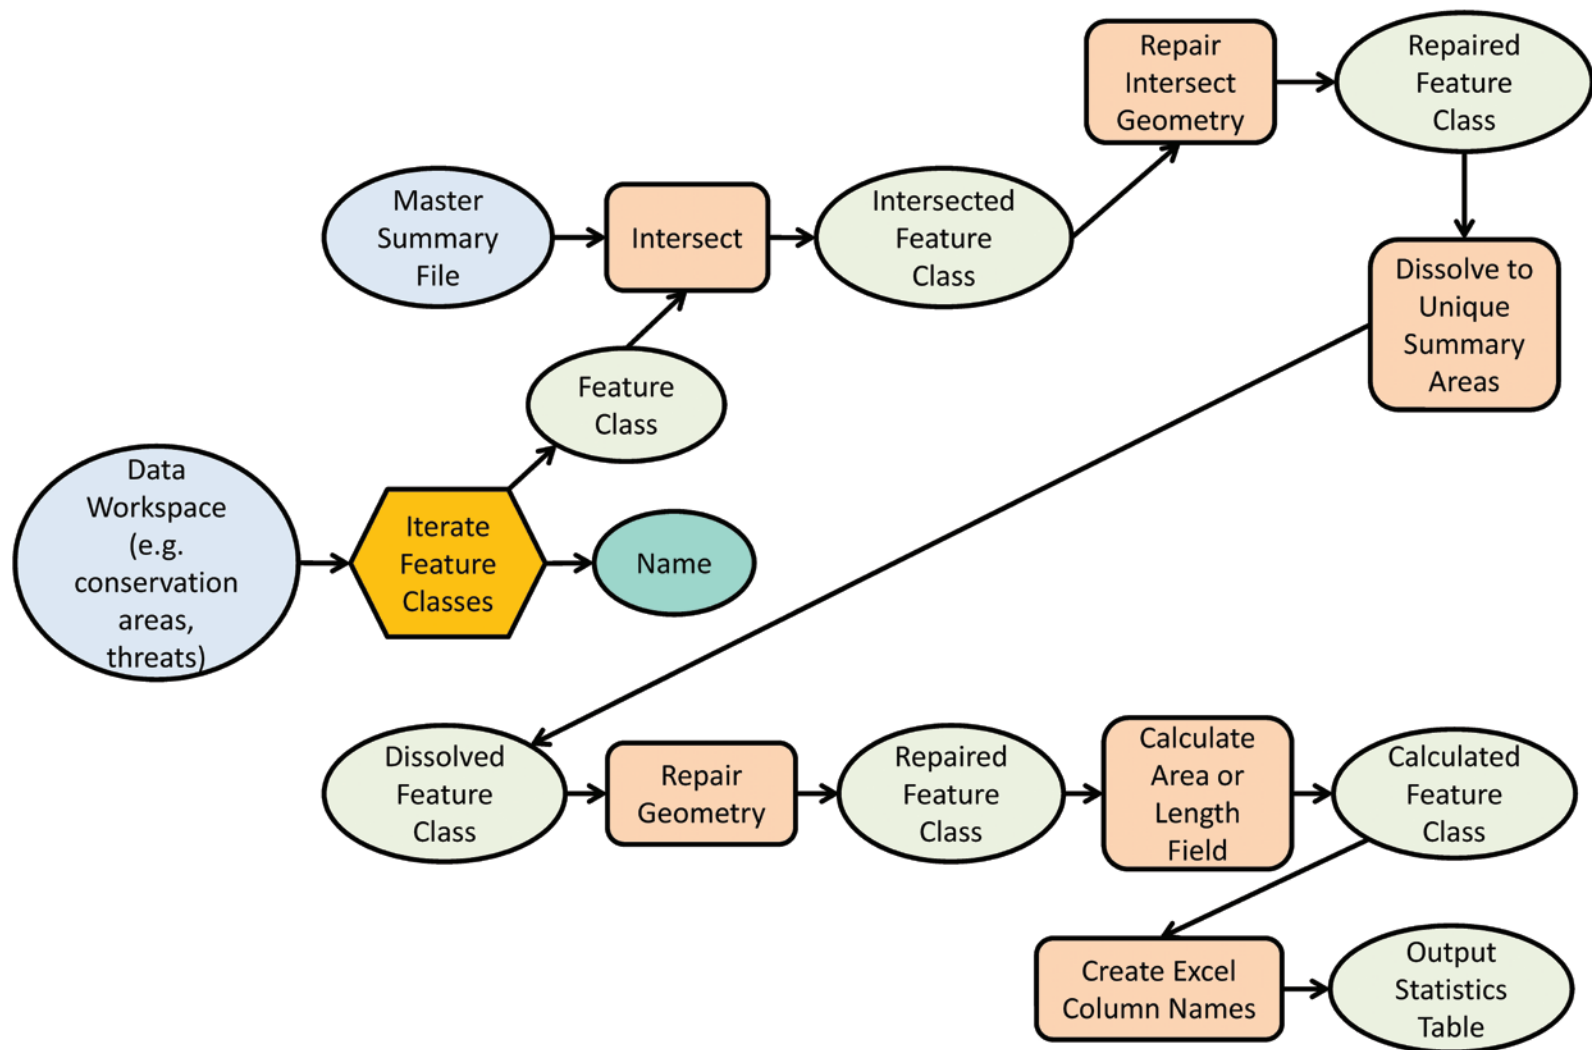 Repair
Intersect
Geometry
Repaired
Feature
Class
Master
Summary
File
Intersect
Intersected
Feature
Class
Dissolve to
Unique
Summary
Areas
Feature
Class
Data
Workspace
(e.g.
conservation
areas,
threats)
Iterate
Feature
Classes
Name
Dissolved
Feature
Class
Repair
Geometry
Repaired
Feature
Class
Calculate
Area or
Length
Field
Calculated
Feature
Class
Create Excel
Column Names
Output
Statistics
Table